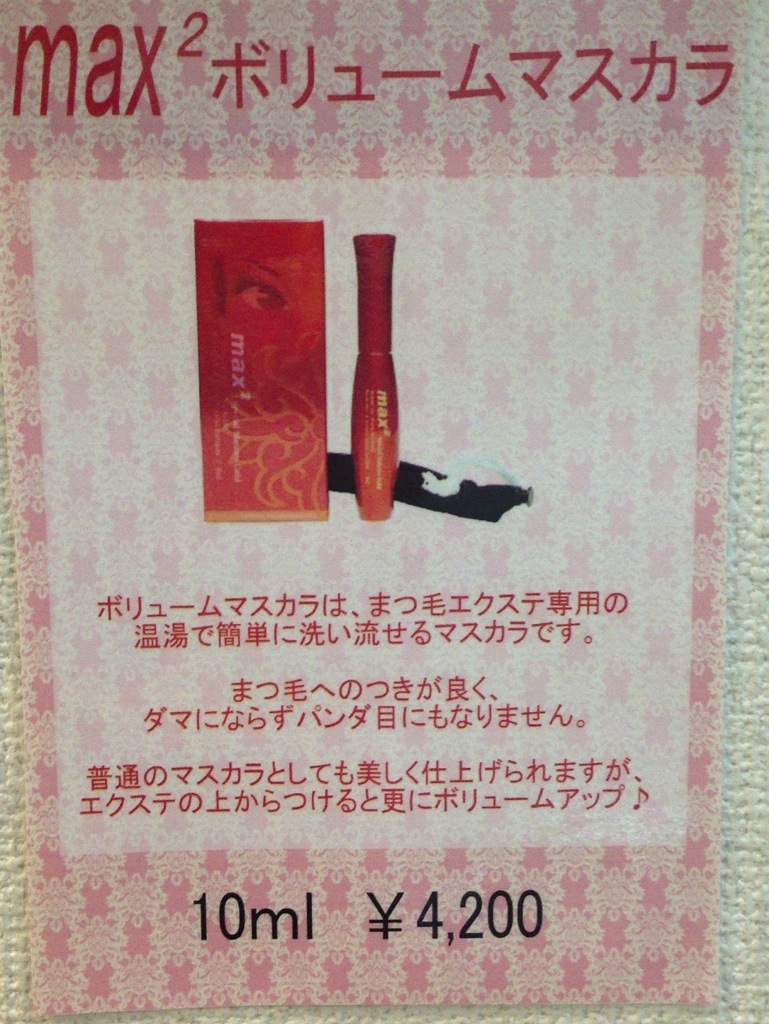 max²ボリュームマスカラ
max²
max²
ボリュームマスカラは、まつ毛エクステ専用の
温湯で簡単に洗い流せるマスカラです。
まつ毛へのつきが良く、
ダマにならずパンダ目にもなりません。
普通のマスカラとしても美しく仕上げられますが、
エクステの上からつけると更にボリュームアップ♪
10ml ￥4,200